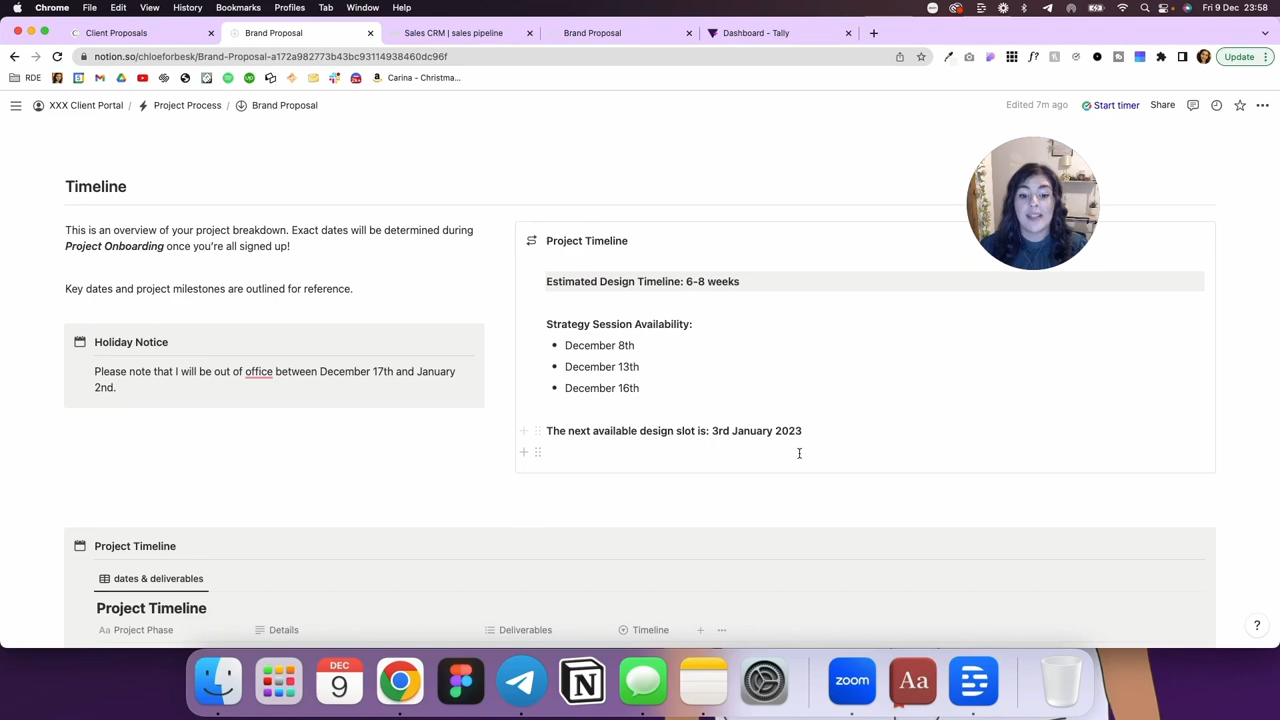 Chrome File Edit View History Bookmarks Profiles Tab Window Help Fri 9 Dec 23:58
Client Proposals Brand Proposal Sales CRM | sales pipeline Brand Proposal Dashboard - Tally
notion.so/chloeforbesk/Brand-Proposal-a172a982773b43bc93114938460dc96f Update
RDE Carina - Christma...
XXX Client Portal / Project Process / Brand Proposal Edited 7m ago Start timer Share
Timeline
This is an overview of your project breakdown. Exact dates will be determined during
Project Onboarding once you're all signed up!
Key dates and project milestones are outlined for reference.
Holiday Notice
Please note that I will be out of office between December 17th and January
2nd.
Project Timeline
Estimated Design Timeline: 6-8 weeks
Strategy Session Availability:
December 8th
December 13th
December 16th
The next available design slot is: 3rd January 2023
Project Timeline
dates & deliverables
Project Timeline
Aa Project Phase Details Deliverables Timeline
?
DEC
9
zoom
Aa